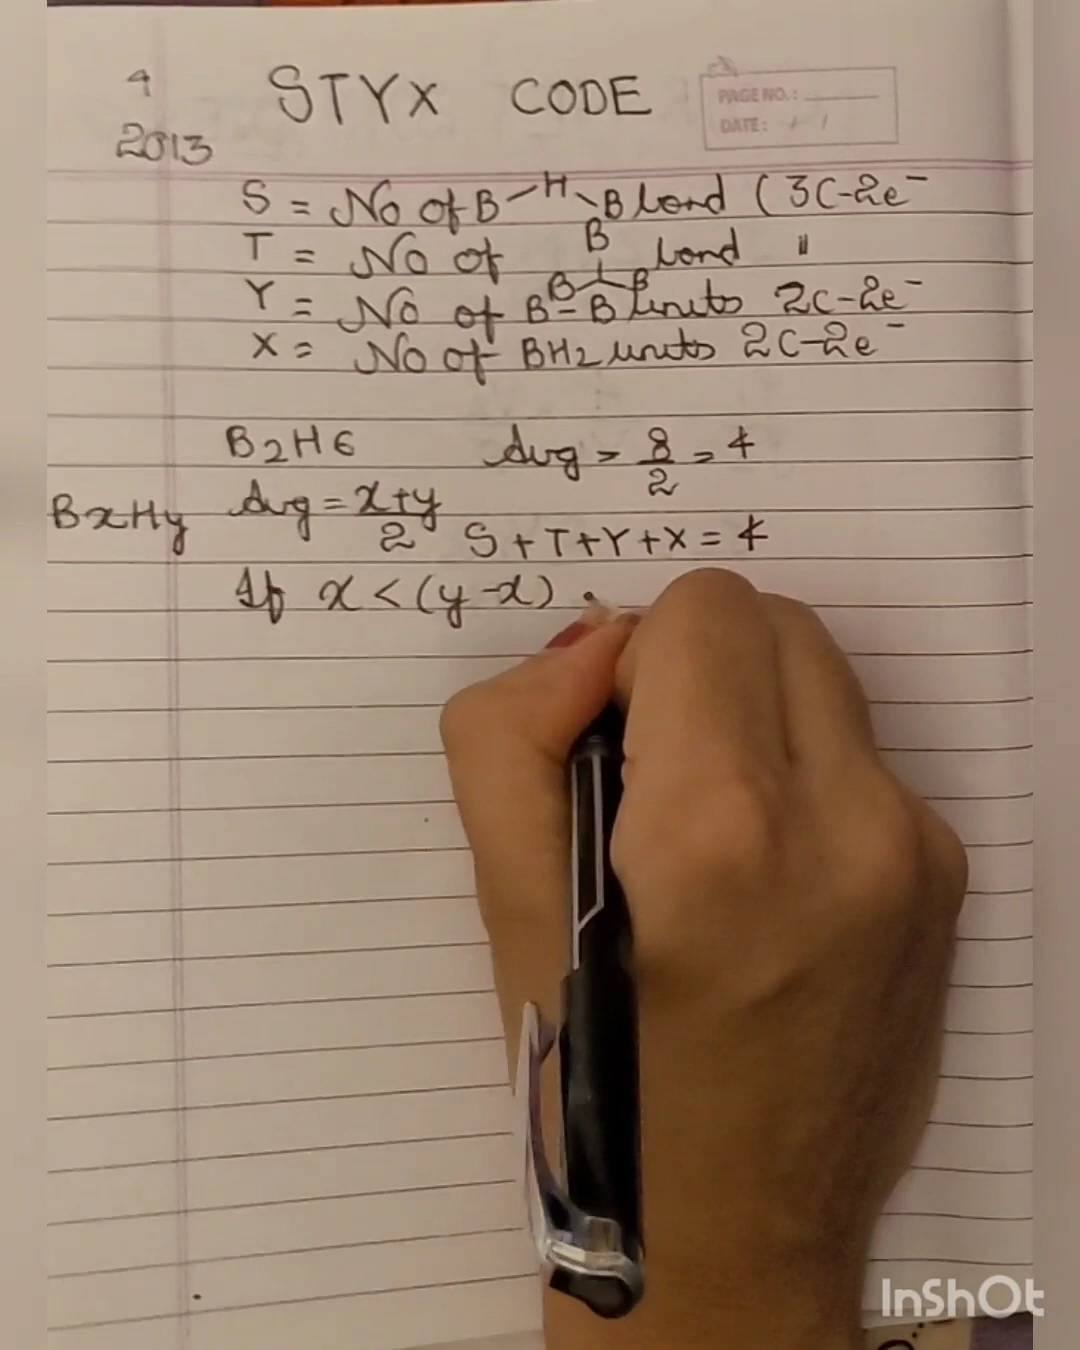 4
2013
STYX CODE
PAGE NO.:
DATE: / /
S = No of B-H-B bond (3C-2e⁻
T = No of B B B bond "
Y = No of B-B units 2C-2e⁻
X = No of BH2 units 2C-2e⁻
B2H6 Avg = 8/2 = 4
BxHy Avg = x+y/2
S+T+Y+X = 4
If x < (y-x)
InShOt